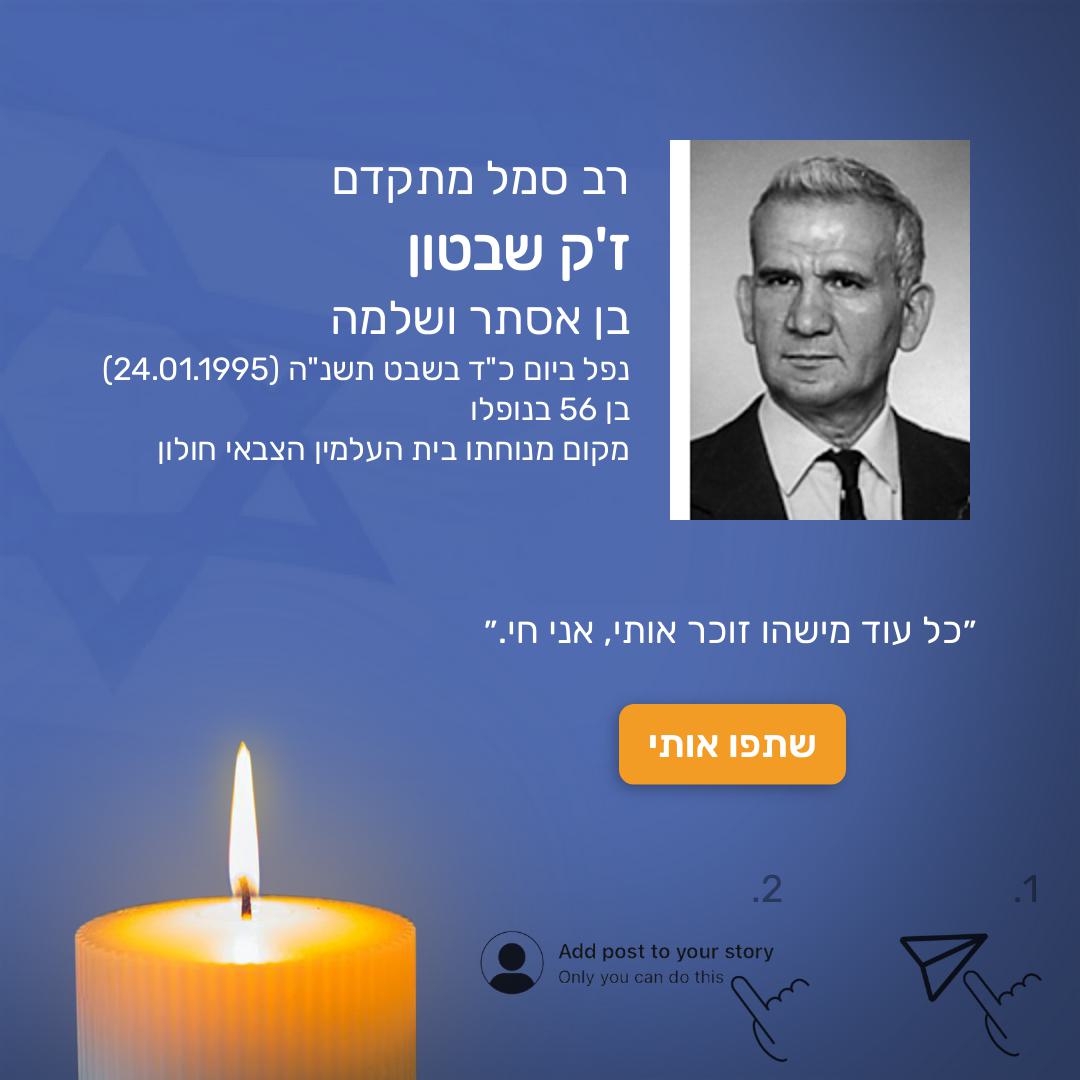 רב סמל מתקדם
ז'ק שבטון
בן אסתר ושלמה
נפל ביום כ"ד בשבט תשנ"ה (24.01.1995)
בן 56 בנופלו
מקום מנוחתו בית העלמין הצבאי חולון
״כל עוד מישהו זוכר אותי, אני חי.״
שתפו אותי
1.
2.
Add post to your story
Only you can do this